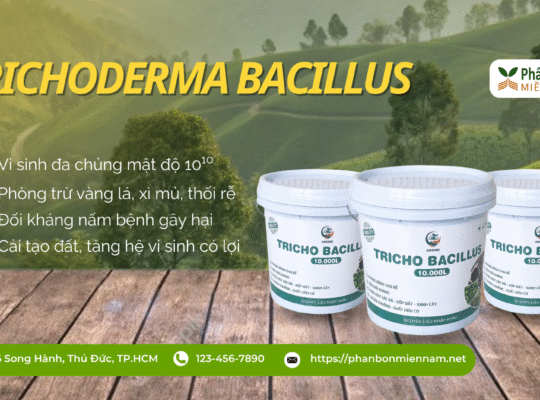 RICHODERMA BACILLUS
Phâ
MIỀ
Vi sinh đa chủng mật độ 10¹⁰
Phòng trừ vàng lá, xì mủ, thối rễ
Đối kháng nấm bệnh gây hại
Cải tạo đất, tăng hệ vi sinh có lợi
TRICHO BACILLUS
10.000L
TRICHO BACILLUS
10.000L
Song Hành, Thủ Đức, TP.HCM
123-456-7890
https://phanbonmiennam.net